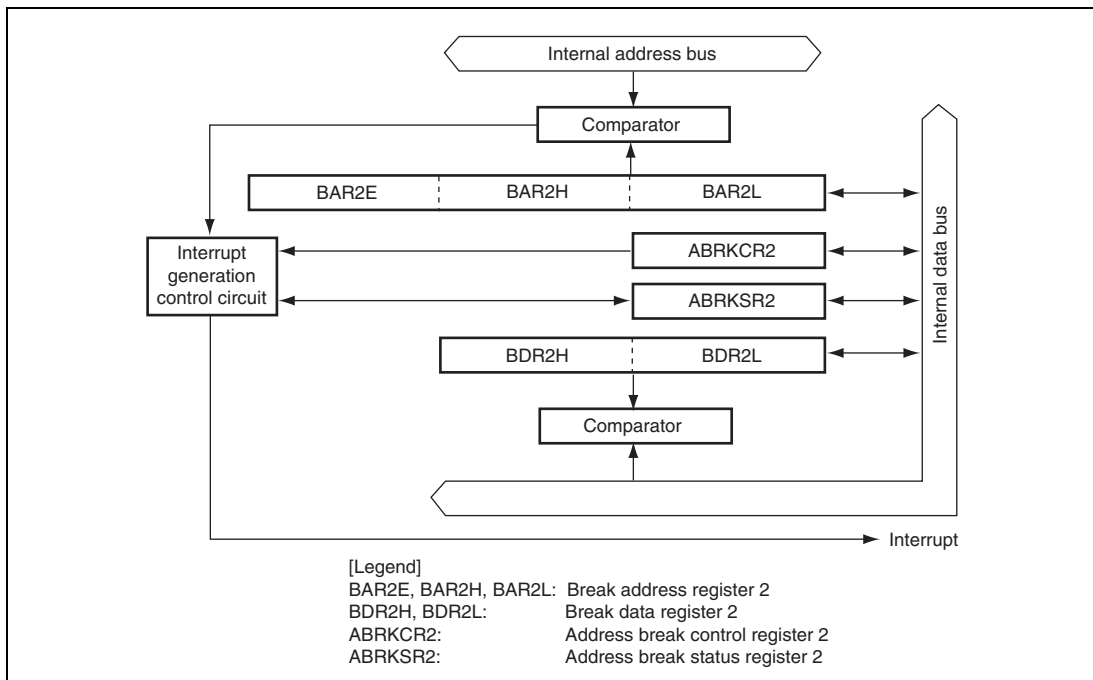 Internal address bus
Comparator
BAR2E BAR2H BAR2L
Interrupt
generation
control circuit
ABRKCR2
ABRKSR2
Internal data bus
BDR2H BDR2L
Comparator
Interrupt
[Legend]
BAR2E, BAR2H, BAR2L: Break address register 2
BDR2H, BDR2L: Break data register 2
ABRKCR2: Address break control register 2
ABRKSR2: Address break status register 2